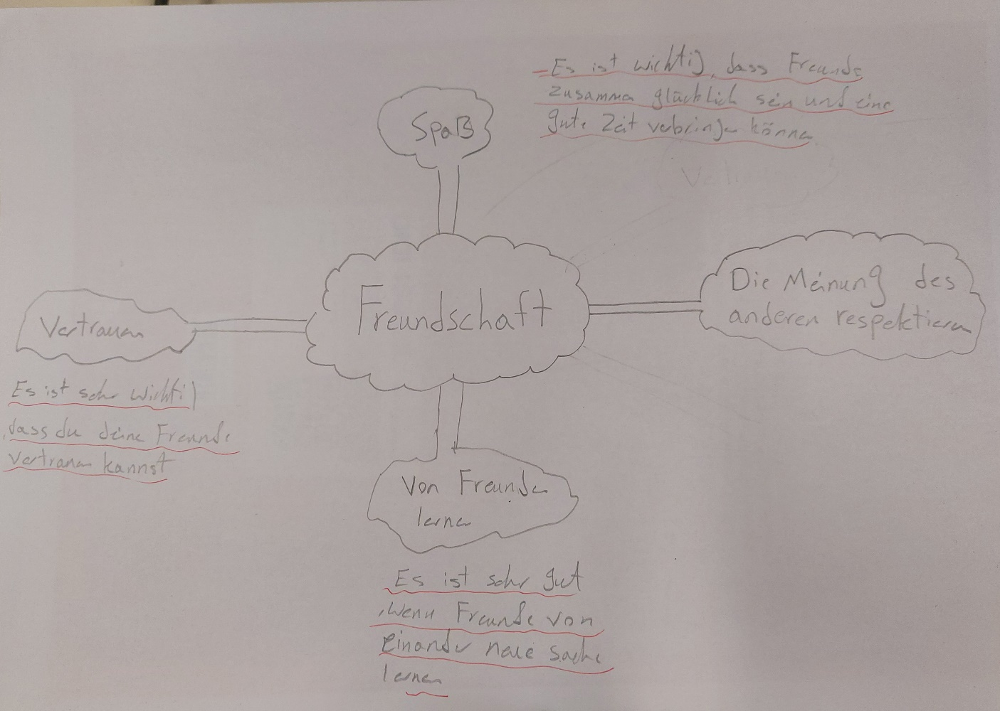 - Es ist wichtig, dass Freunde
zusammen glücklich sein und eine
gute Zeit verbringen können
Spaß
Freundschaft
Die Meinung des
anderen respektieren
Vertrauen
Es ist sehr wichtig
, dass du deine Freunde
vertrauen kannst
Von Freunden
lernen
Es ist sehr gut
, wenn Freunde von
einander neue Sache
lernen